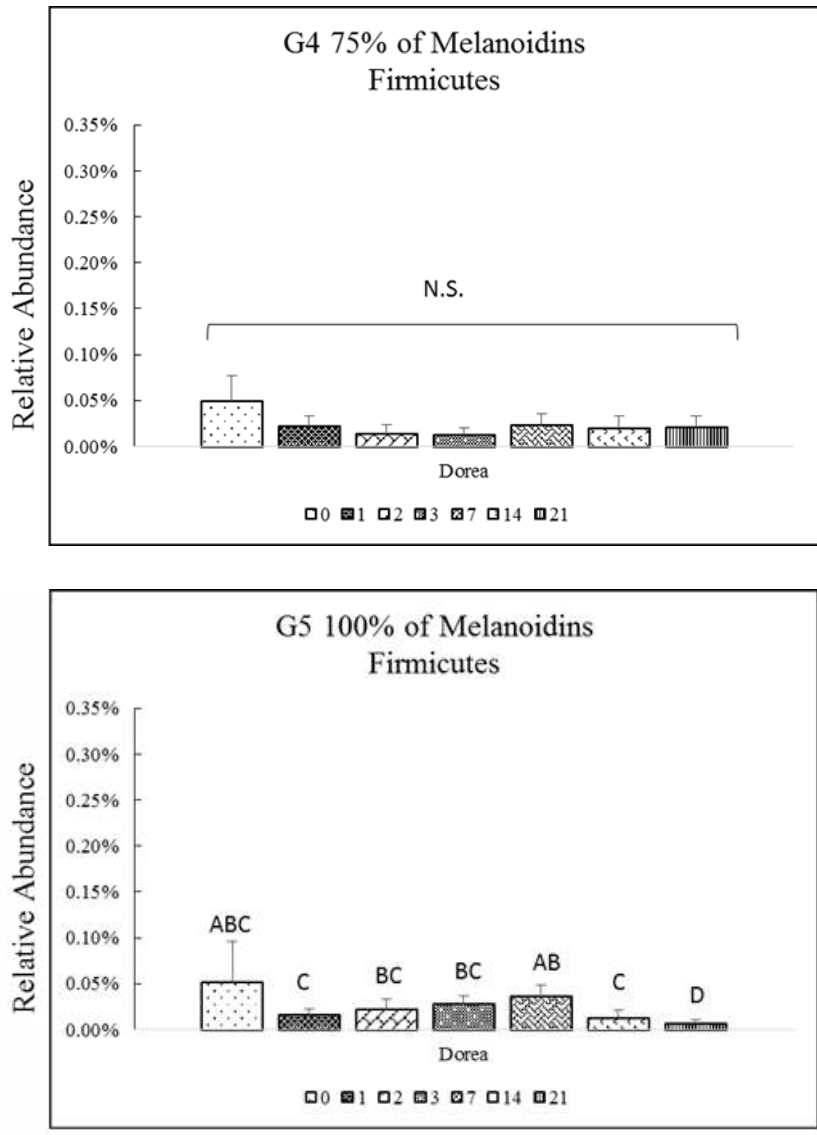 G4 75% of Melanoidins
Firmicutes
Relative Abundance
0.35%
0.30%
0.25%
0.20%
0.15%
0.10%
0.05%
0.00%
N.S.
Dorea
0 1 2 3 7 14 21
G5 100% of Melanoidins
Firmicutes
Relative Abundance
0.35%
0.30%
0.25%
0.20%
0.15%
0.10%
0.05%
0.00%
ABC
C
BC
BC
AB
C
D
Dorea
0 1 2 3 7 14 21